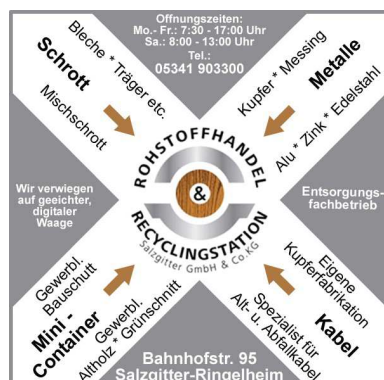 Öffnungszeiten:
Mo.- Fr.: 7:30 - 17:00 Uhr
Sa.: 8:00 - 13:00 Uhr
Tel.:
05341 903300
Bleche * Träger etc.
Schrott
Mischschrott
Kupfer * Messing
Metalle
Alu * Zink * Edelstahl
ROHSTOFFHANDEL
&
RECYCLINGSTATION
Salzgitter GmbH & Co.KG
Wir verwiegen
auf geeichter,
digitaler
Waage
Entsorgungs-
fachbetrieb
Gewerbl.
Bauschutt
Mini -
Container
Gewerbl.
Altholz * Grünschnitt
Eigene
Kupferfabrikation
Kabel
Spezialist für
Alt- u. Abfallkabel
Bahnhofstr. 95
Salzgitter-Ringelheim